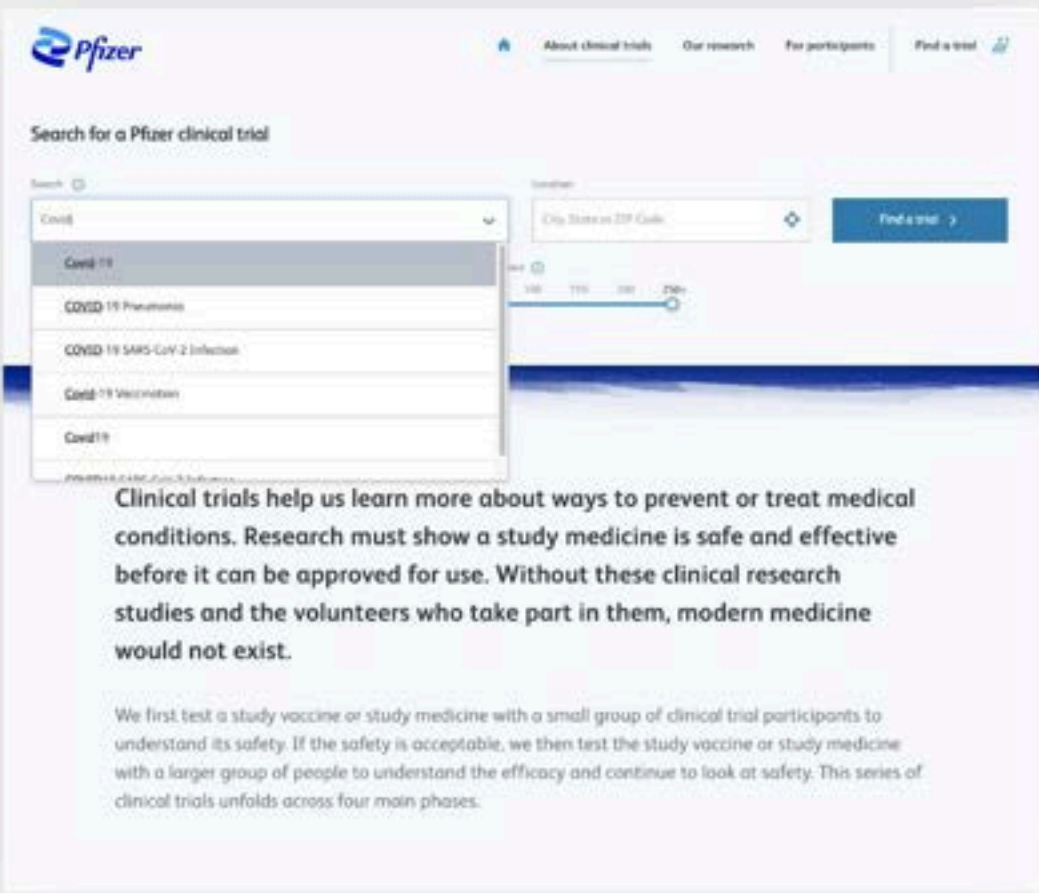 Pfizer
About clinical trials Our research For participants Find a trial
Search for a Pfizer clinical trial
Search
Location
Covid
City, State or ZIP Code
Find a trial
Covid-19
COVID-19 Pneumonia
COVID-19 SARS-CoV-2 Infection
Covid-19 Vaccination
Covid19
250+
Clinical trials help us learn more about ways to prevent or treat medical
conditions. Research must show a study medicine is safe and effective
before it can be approved for use. Without these clinical research
studies and the volunteers who take part in them, modern medicine
would not exist.
We first test a study vaccine or study medicine with a small group of clinical trial participants to
understand its safety. If the safety is acceptable, we then test the study vaccine or study medicine
with a larger group of people to understand the efficacy and continue to look at safety. This series of
clinical trials unfolds across four main phases.